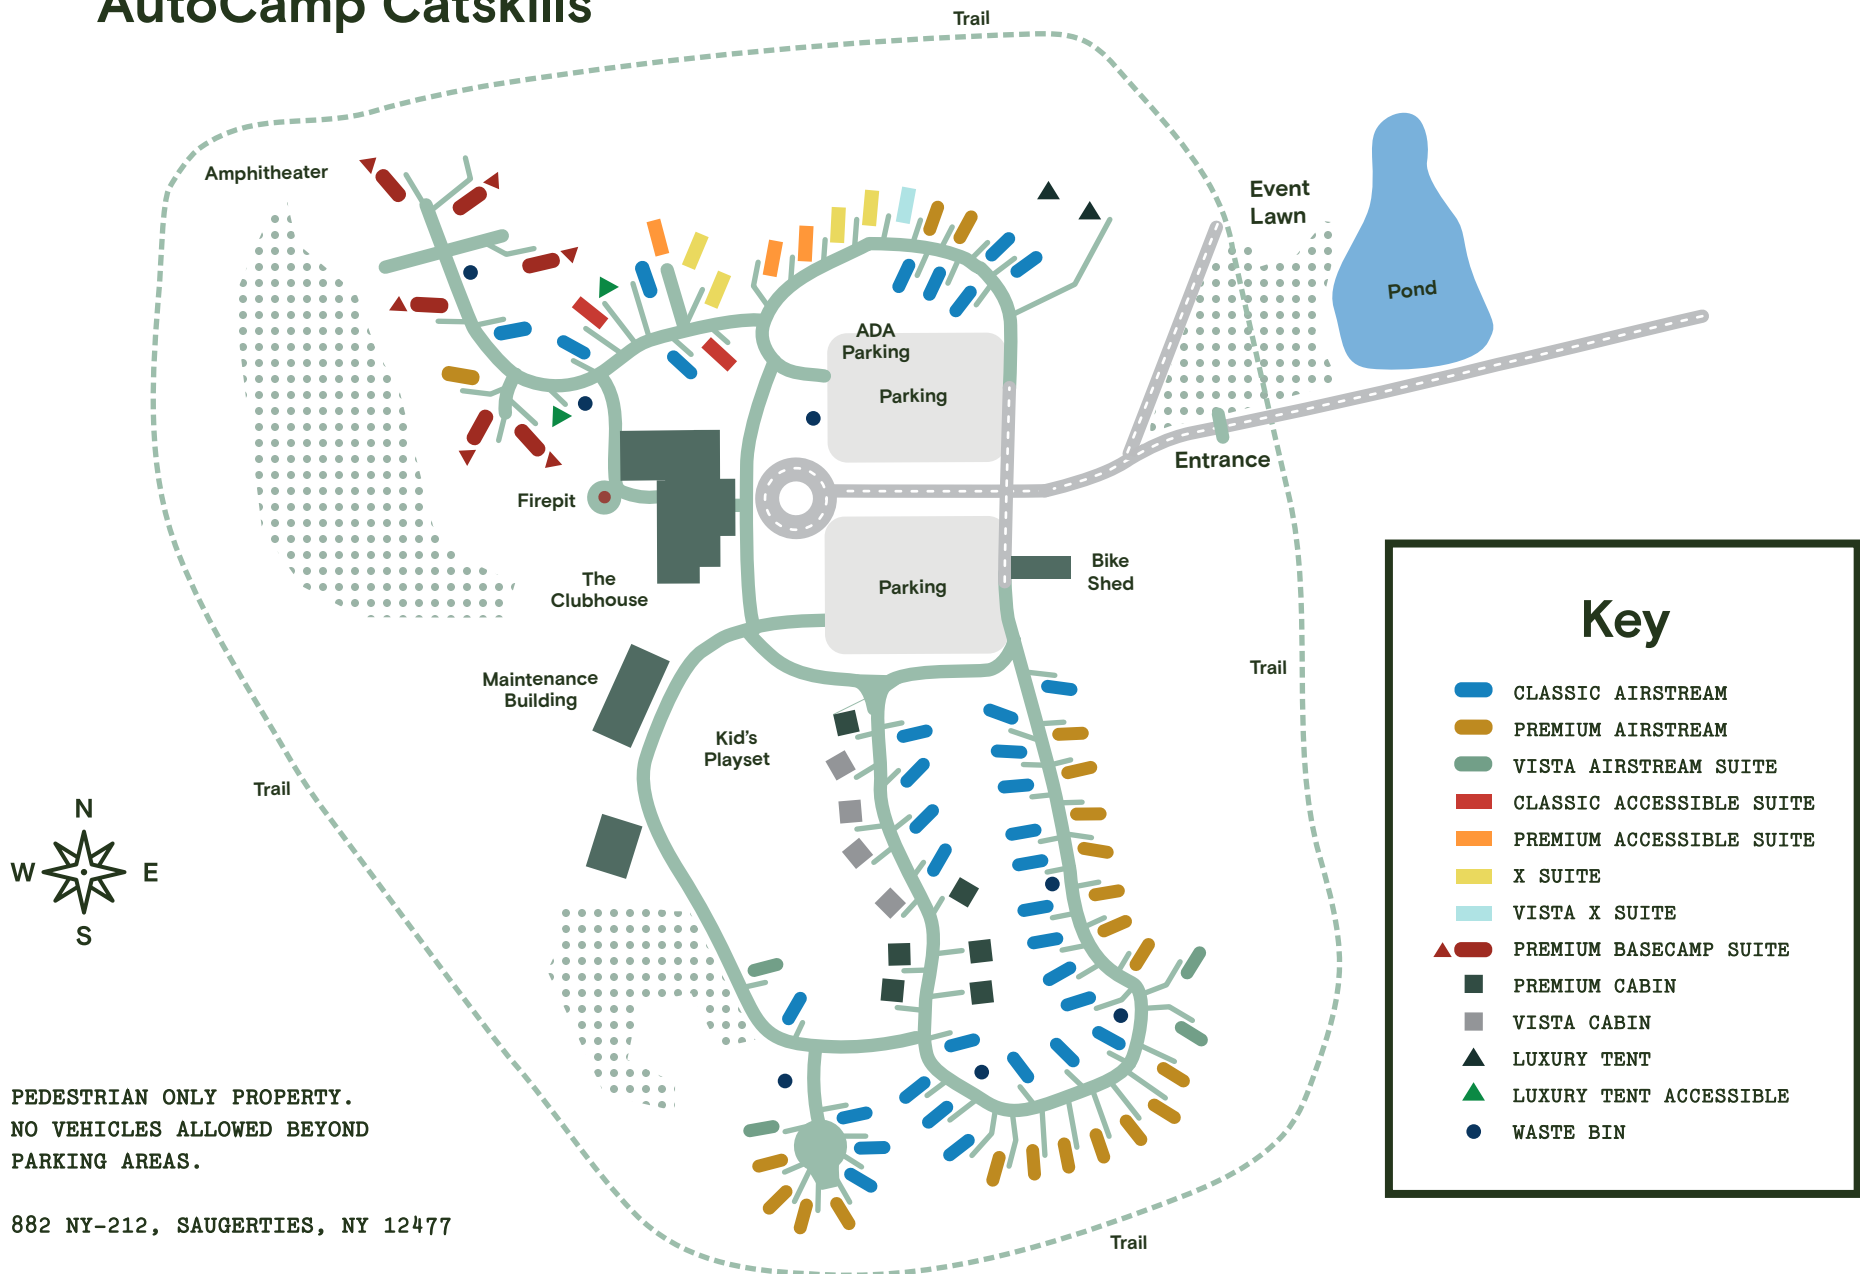 AutoCamp Catskills
Trail
Amphitheater
Event
Lawn
Pond
ADA
Parking
Parking
Entrance
Firepit
The
Clubhouse
Parking
Bike
Shed
Maintenance
Building
Kid's
Playset
Trail
Trail
N
W
E
S
Trail
Key
CLASSIC AIRSTREAM
PREMIUM AIRSTREAM
VISTA AIRSTREAM SUITE
CLASSIC ACCESSIBLE SUITE
PREMIUM ACCESSIBLE SUITE
X SUITE
VISTA X SUITE
PREMIUM BASECAMP SUITE
PREMIUM CABIN
VISTA CABIN
LUXURY TENT
LUXURY TENT ACCESSIBLE
WASTE BIN
PEDESTRIAN ONLY PROPERTY.
NO VEHICLES ALLOWED BEYOND
PARKING AREAS.
882 NY-212, SAUGERTIES, NY 12477